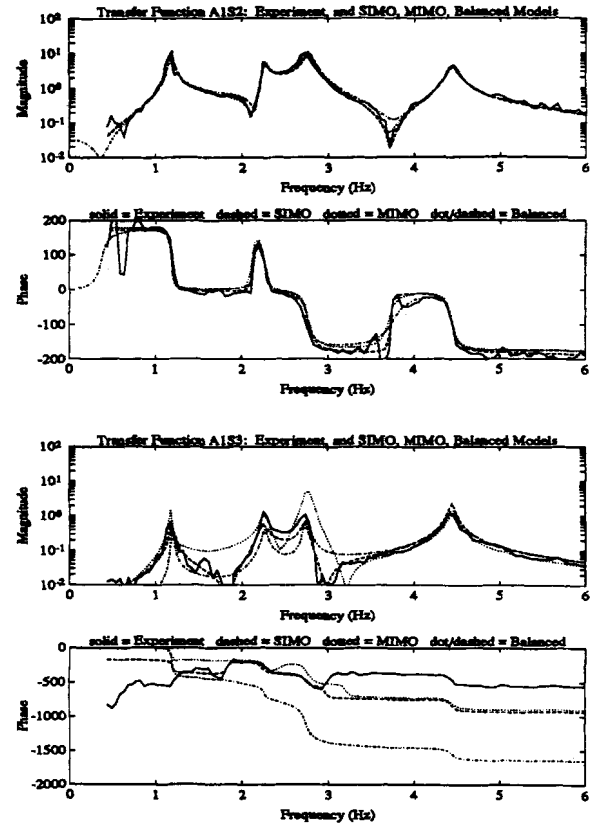 Transfer Function A1S2: Experiment, and SIMO, MIMO, Balanced Models
10²
10¹
10⁰
10⁻¹
10⁻²
Magnitude
0 1 2 3 4 5 6
Frequency (Hz)
solid = Experiment dashed = SIMO dotted = MIMO dot/dashed = Balanced
200
100
0
-100
-200
Phase
0 1 2 3 4 5 6
Frequency (Hz)
Transfer Function A1S3: Experiment, and SIMO, MIMO, Balanced Models
10²
10¹
10⁰
10⁻¹
10⁻²
Magnitude
0 1 2 3 4 5 6
Frequency (Hz)
solid = Experiment dashed = SIMO dotted = MIMO dot/dashed = Balanced
0
-500
-1000
-1500
-2000
Phase
0 1 2 3 4 5 6
Frequency (Hz)